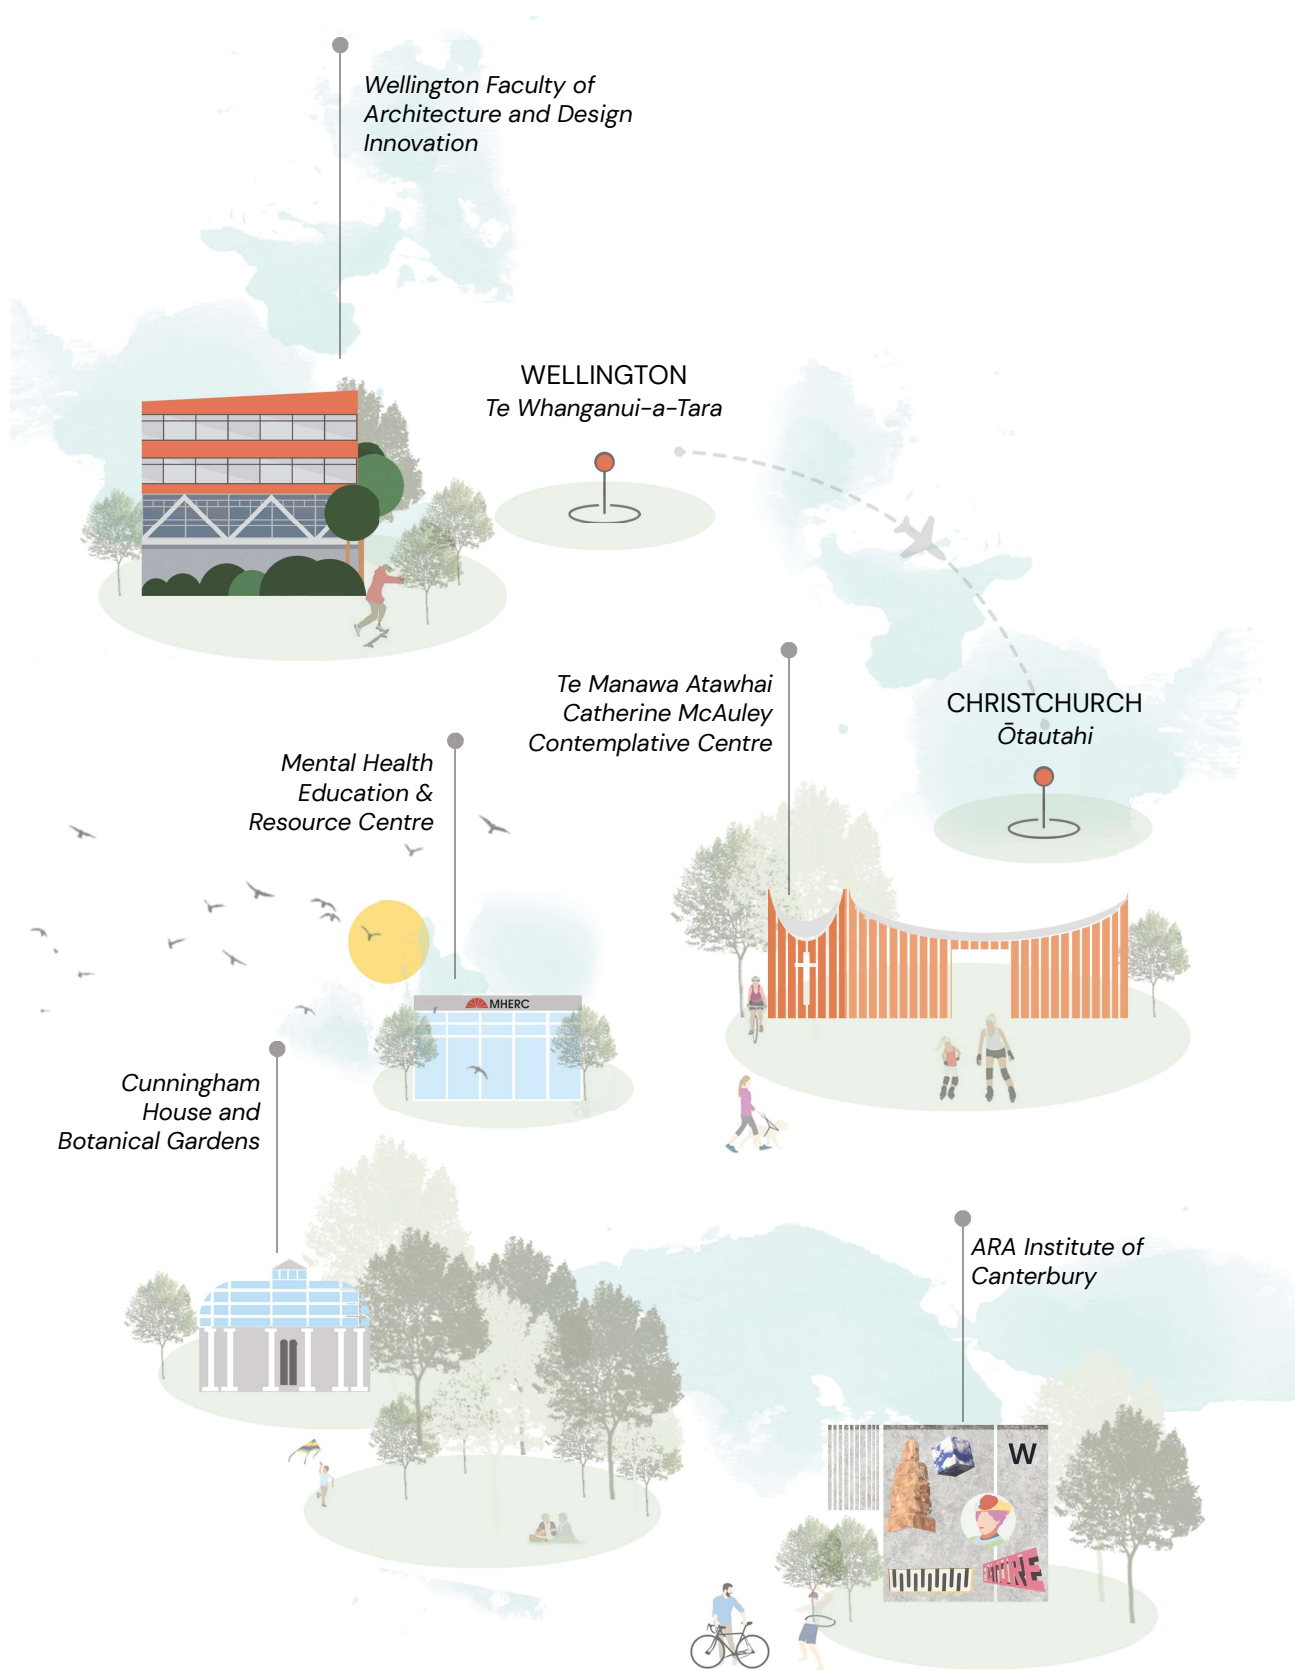 Wellington Faculty of
Architecture and Design
Innovation
WELLINGTON
Te Whanganui-a-Tara
Te Manawa Atawhai
Catherine McAuley
Contemplative Centre
CHRISTCHURCH
Ōtautahi
Mental Health
Education &
Resource Centre
MHERC
Cunningham
House and
Botanical Gardens
ARA Institute of
Canterbury
W
FUTURE